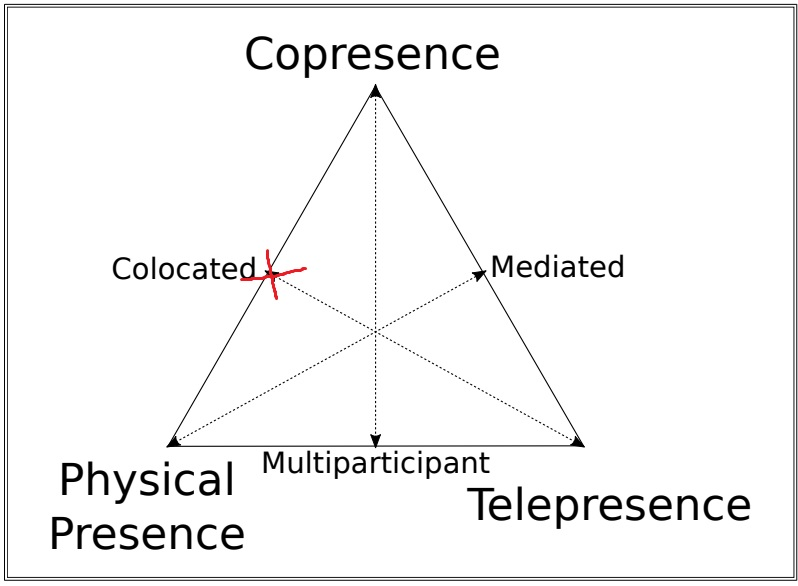 Copresence
Colocated
Mediated
Multiparticipant
Physical
Presence
Telepresence